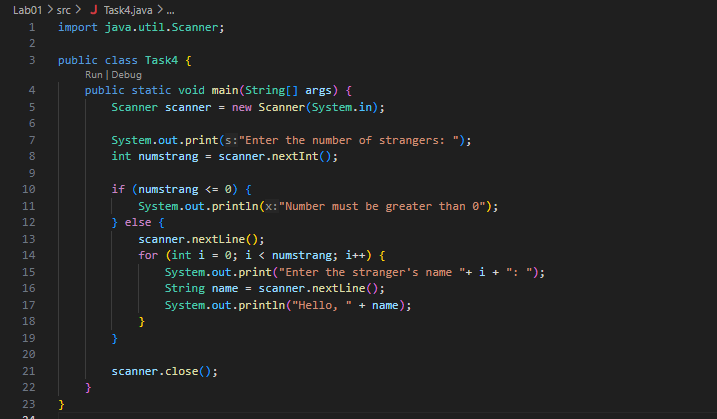 Lab01 > src > J Task4.java > ...
1 import java.util.Scanner;
2
3 public class Task4 {
Run | Debug
4 public static void main(String[] args) {
5 Scanner scanner = new Scanner(System.in);
6
7 System.out.print(s:"Enter the number of strangers: ");
8 int numstrang = scanner.nextInt();
9
10 if (numstrang <= 0) {
11 System.out.println(x:"Number must be greater than 0");
12 } else {
13 scanner.nextLine();
14 for (int i = 0; i < numstrang; i++) {
15 System.out.print("Enter the stranger's name "+ i + ": ");
16 String name = scanner.nextLine();
17 System.out.println("Hello, " + name);
18 }
19 }
20
21 scanner.close();
22 }
23 }
24